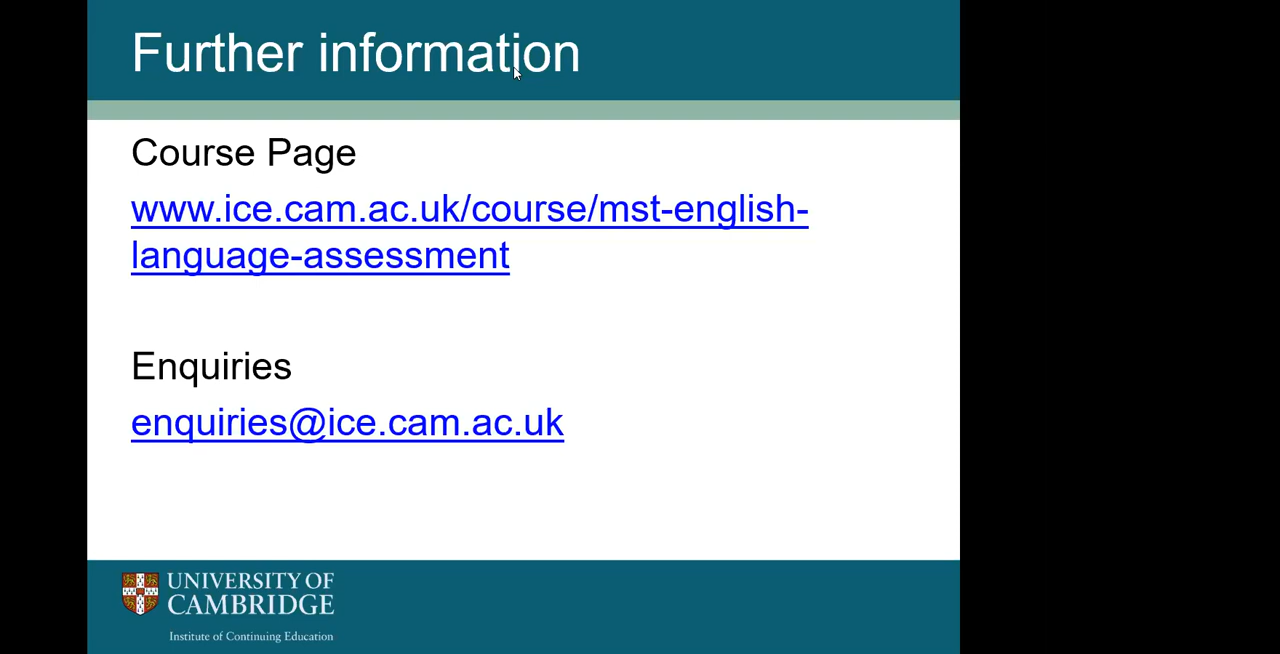 Further information
Course Page
www.ice.cam.ac.uk/course/mst-english-
language-assessment
Enquiries
enquiries@ice.cam.ac.uk
UNIVERSITY OF
CAMBRIDGE
Institute of Continuing Education